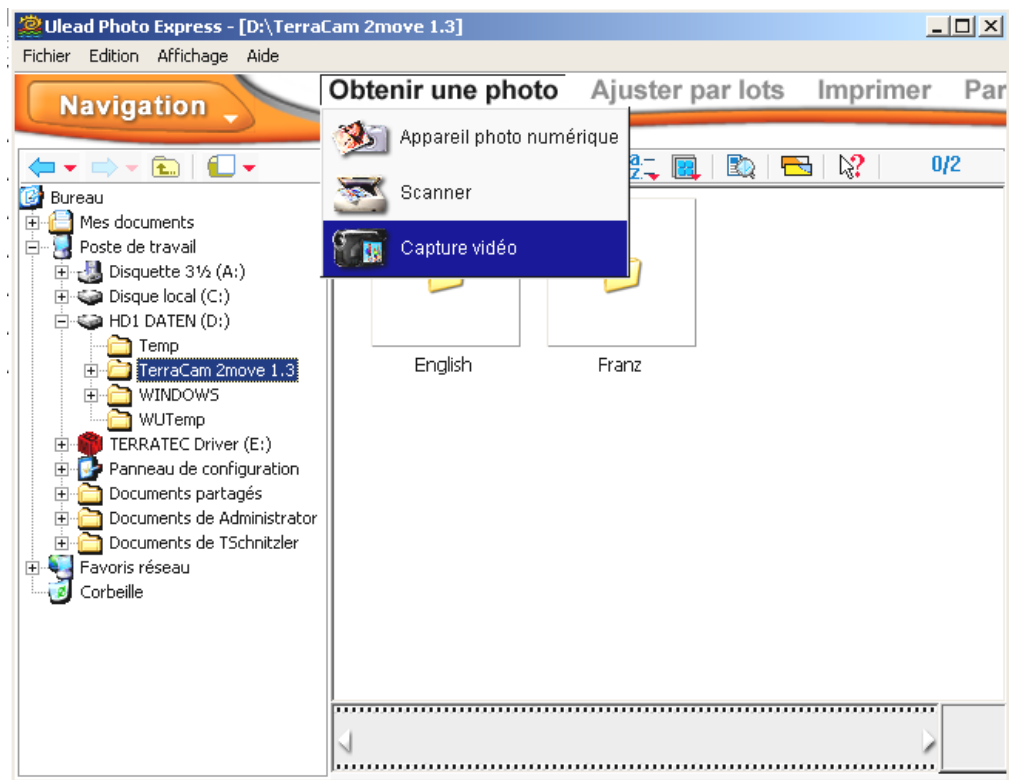 Ulead Photo Express - [D:\TerraCam 2move 1.3]
Fichier Edition Affichage Aide
Navigation
Obtenir une photo Ajuster par lots Imprimer Par
Appareil photo numérique
Scanner
Capture vidéo
0/2
Bureau
Mes documents
Poste de travail
Disquette 3½ (A:)
Disque local (C:)
HD1 DATEN (D:)
Temp
TerraCam 2move 1.3
WINDOWS
WUTemp
TERRATEC Driver (E:)
Panneau de configuration
Documents partagés
Documents de Administrator
Documents de TSchnitzler
Favoris réseau
Corbeille
English
Franz